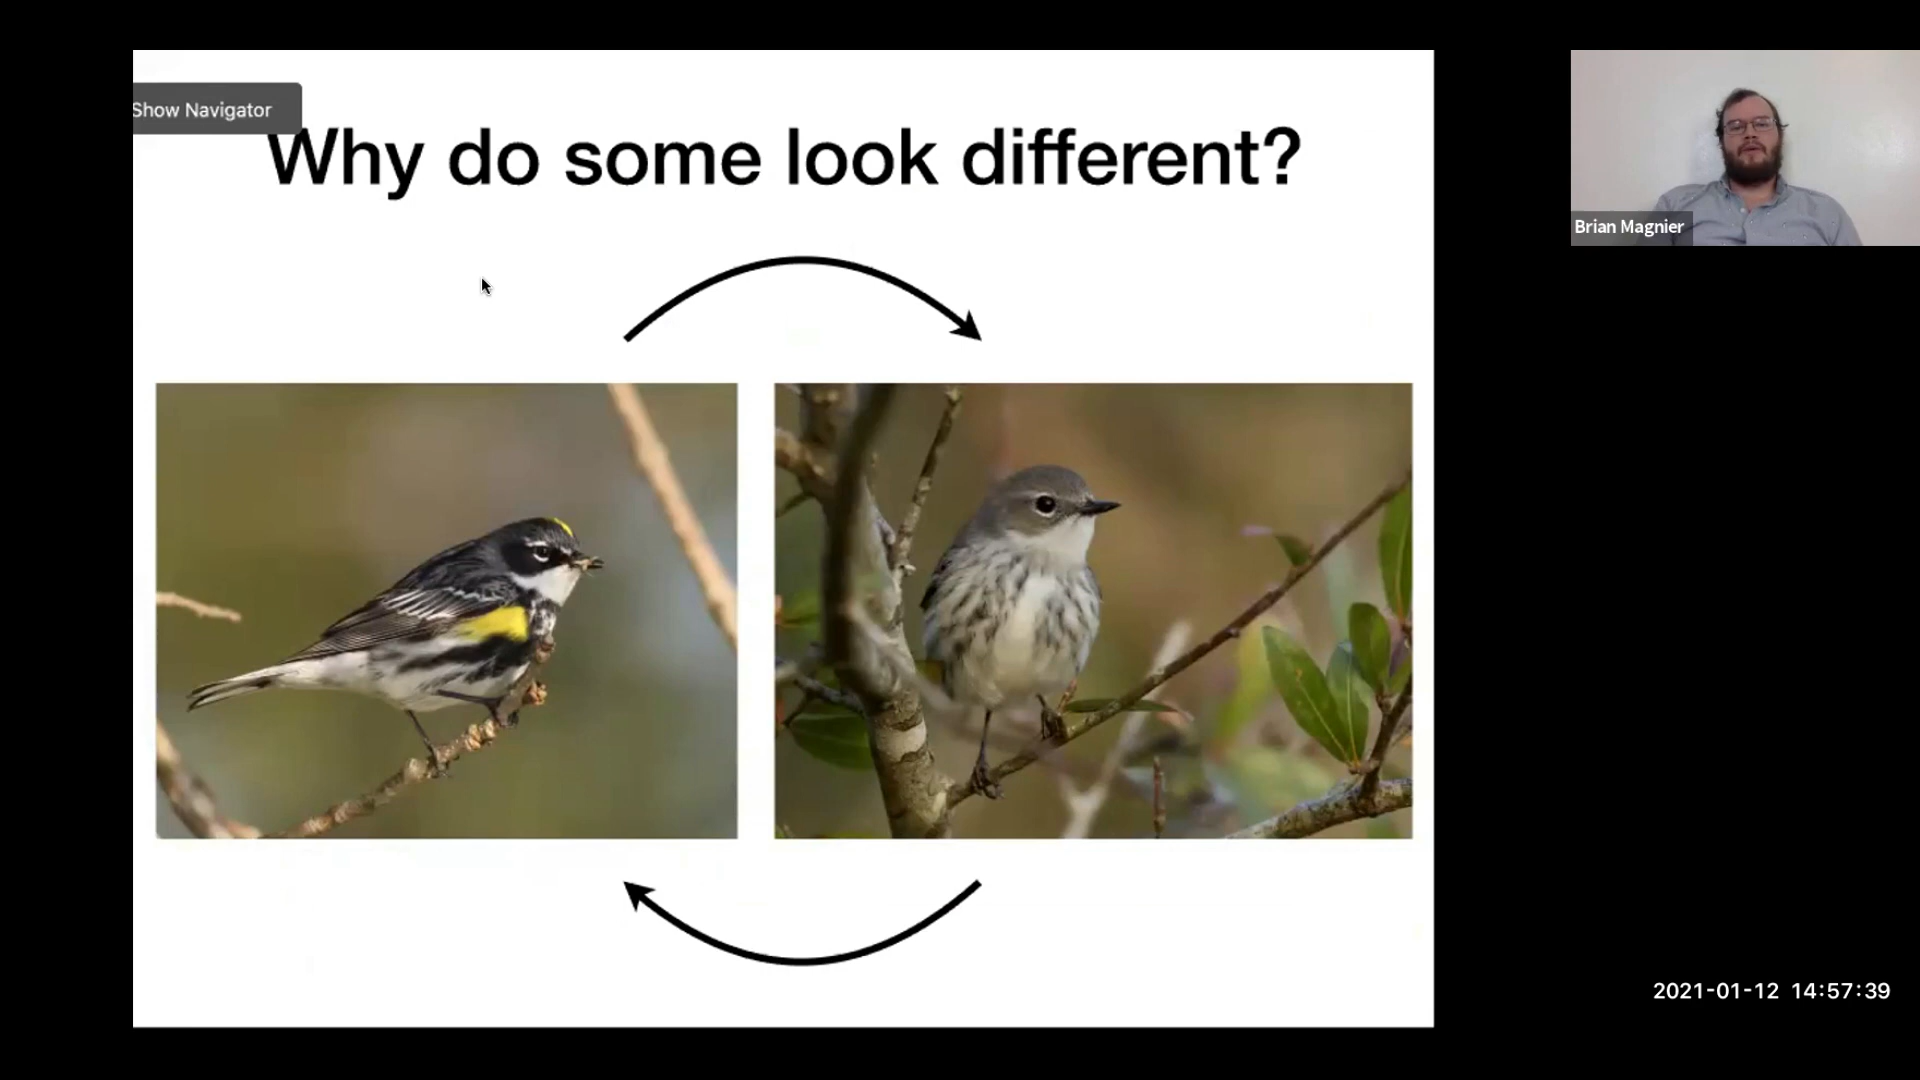 Show Navigator
Why do some look different?
Brian Magnier
2021-01-12 14:57:39